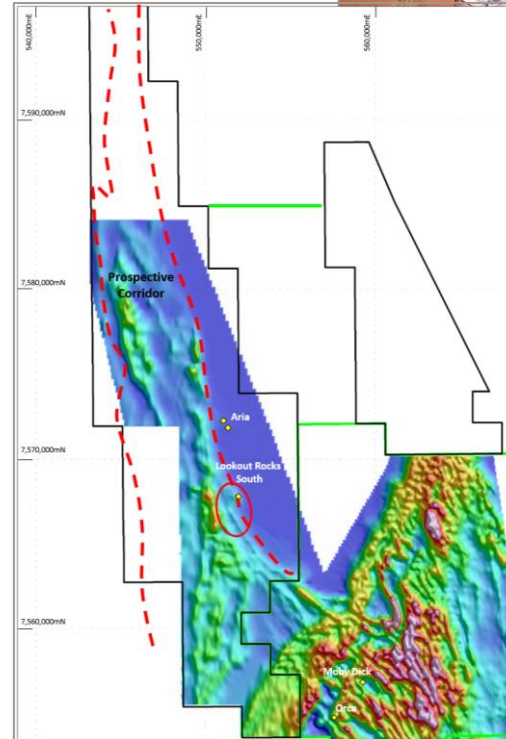 540,000mE
550,000mE
560,000mE
7,590,000mN
7,580,000mN
Prospective
Corridor
Aria
7,570,000mN
Lookout Rocks
South
7,560,000mN
Moby Dick
Orca